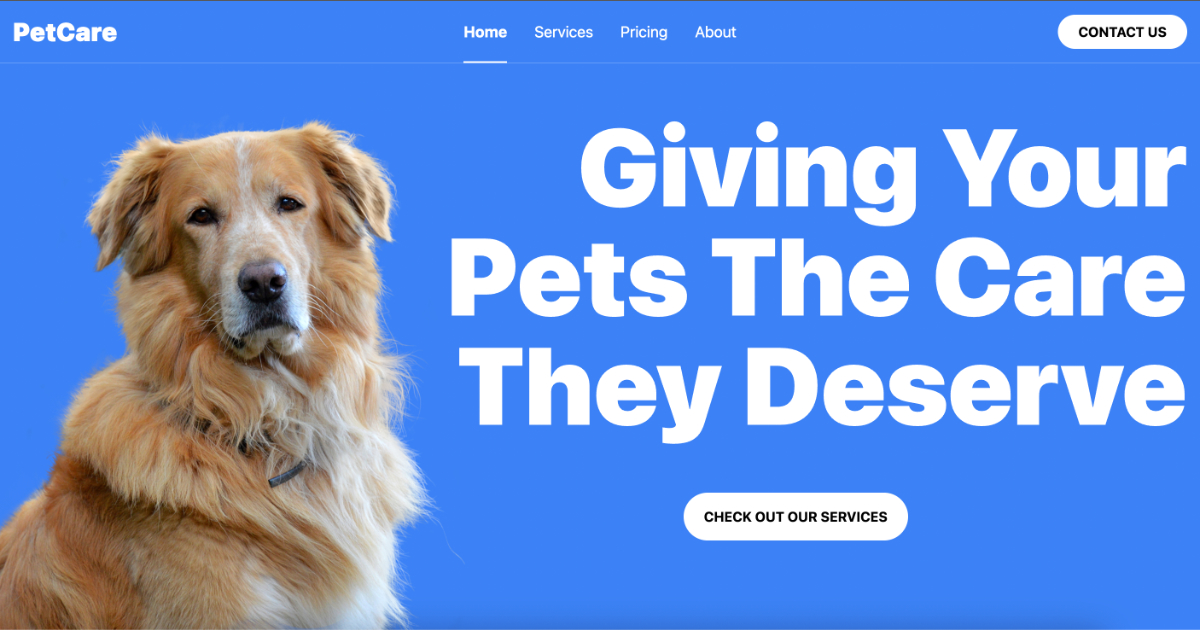 PetCare
Home Services Pricing About
CONTACT US
Giving Your
Pets The Care
They Deserve
CHECK OUT OUR SERVICES